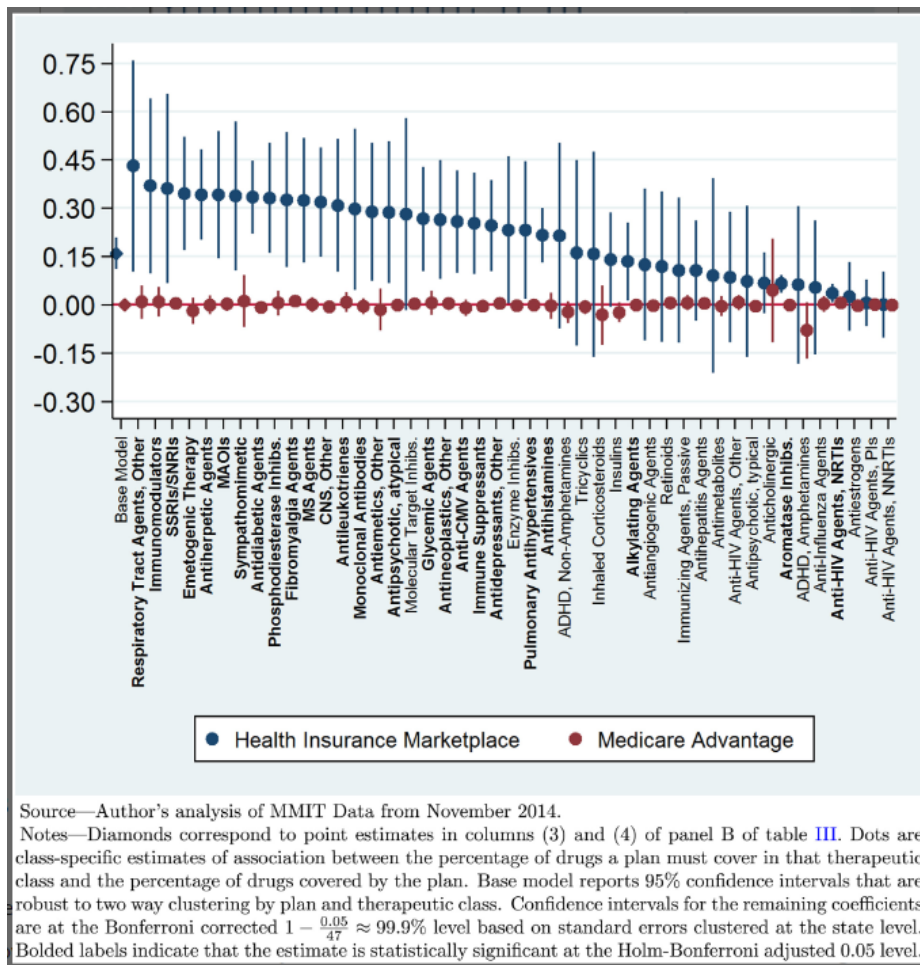 0.75
0.60
0.45
0.30
0.15
0.00
-0.15
-0.30
Base Model
Respiratory Tract Agents, Other
Immunomodulators
SSRIs/SNRIs
Emetogenic Therapy
Antiherpetic Agents
MAOIs
Sympathomimetic
Antidiabetic Agents
Phosphodiesterase Inhibs.
Fibromyalgia Agents
MS Agents
CNS, Other
Antileukotrienes
Monoclonal Antibodies
Antiemetics, Other
Antipsychotic, atypical
Molecular Target Inhibs.
Glycemic Agents
Antineoplastics, Other
Anti-CMV Agents
Immune Suppressants
Antidepressants, Other
Enzyme Inhibs.
Pulmonary Antihypertensives
Antihistamines
ADHD, Non-Amphetamines
Tricyclics
Inhaled Corticosteroids
Insulins
Alkylating Agents
Antiangiogenic Agents
Retinoids
Immunizing Agents, Passive
Antihepatitis Agents
Antimetabolites
Anti-HIV Agents, Other
Antipsychotic, typical
Anticholinergic
Aromatase Inhibs.
ADHD, Amphetamines
Anti-Influenza Agents
Anti-HIV Agents, NRTIs
Antiestrogens
Anti-HIV Agents, PIs
Anti-HIV Agents, NNRTIs
Health Insurance Marketplace
Medicare Advantage
Source—Author's analysis of MMIT Data from November 2014.
Notes—Diamonds correspond to point estimates in columns (3) and (4) of panel B of table III. Dots are
class-specific estimates of association between the percentage of drugs a plan must cover in that therapeutic
class and the percentage of drugs covered by the plan. Base model reports 95% confidence intervals that are
robust to two way clustering by plan and therapeutic class. Confidence intervals for the remaining coefficients
are at the Bonferroni corrected 1 − 0.05/47 ≈ 99.9% level based on standard errors clustered at the state level.
Bolded labels indicate that the estimate is statistically significant at the Holm-Bonferroni adjusted 0.05 level.